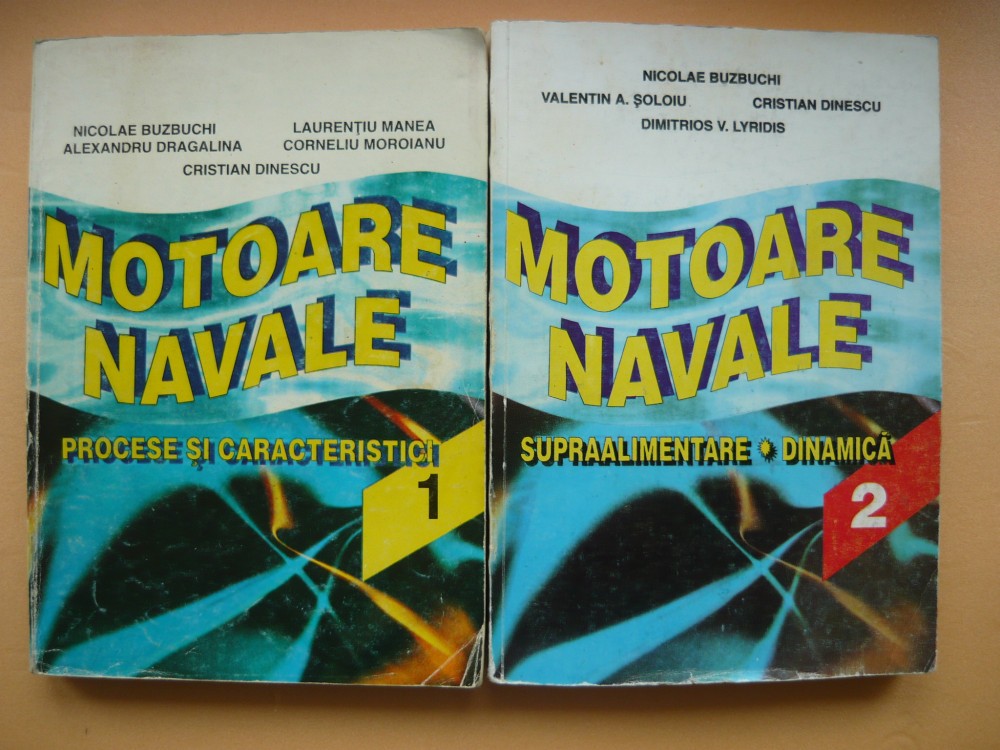 NICOLAE BUZBUCHI LAURENȚIU MANEA
ALEXANDRU DRAGALINA CORNELIU MOROIANU
CRISTIAN DINESCU
MOTOARE
NAVALE
PROCESE ȘI CARACTERISTICI
1
NICOLAE BUZBUCHI
VALENTIN A. ȘOLOIU CRISTIAN DINESCU
DIMITRIOS V. LYRIDIS
MOTOARE
NAVALE
SUPRAALIMENTARE DINAMICĂ
2